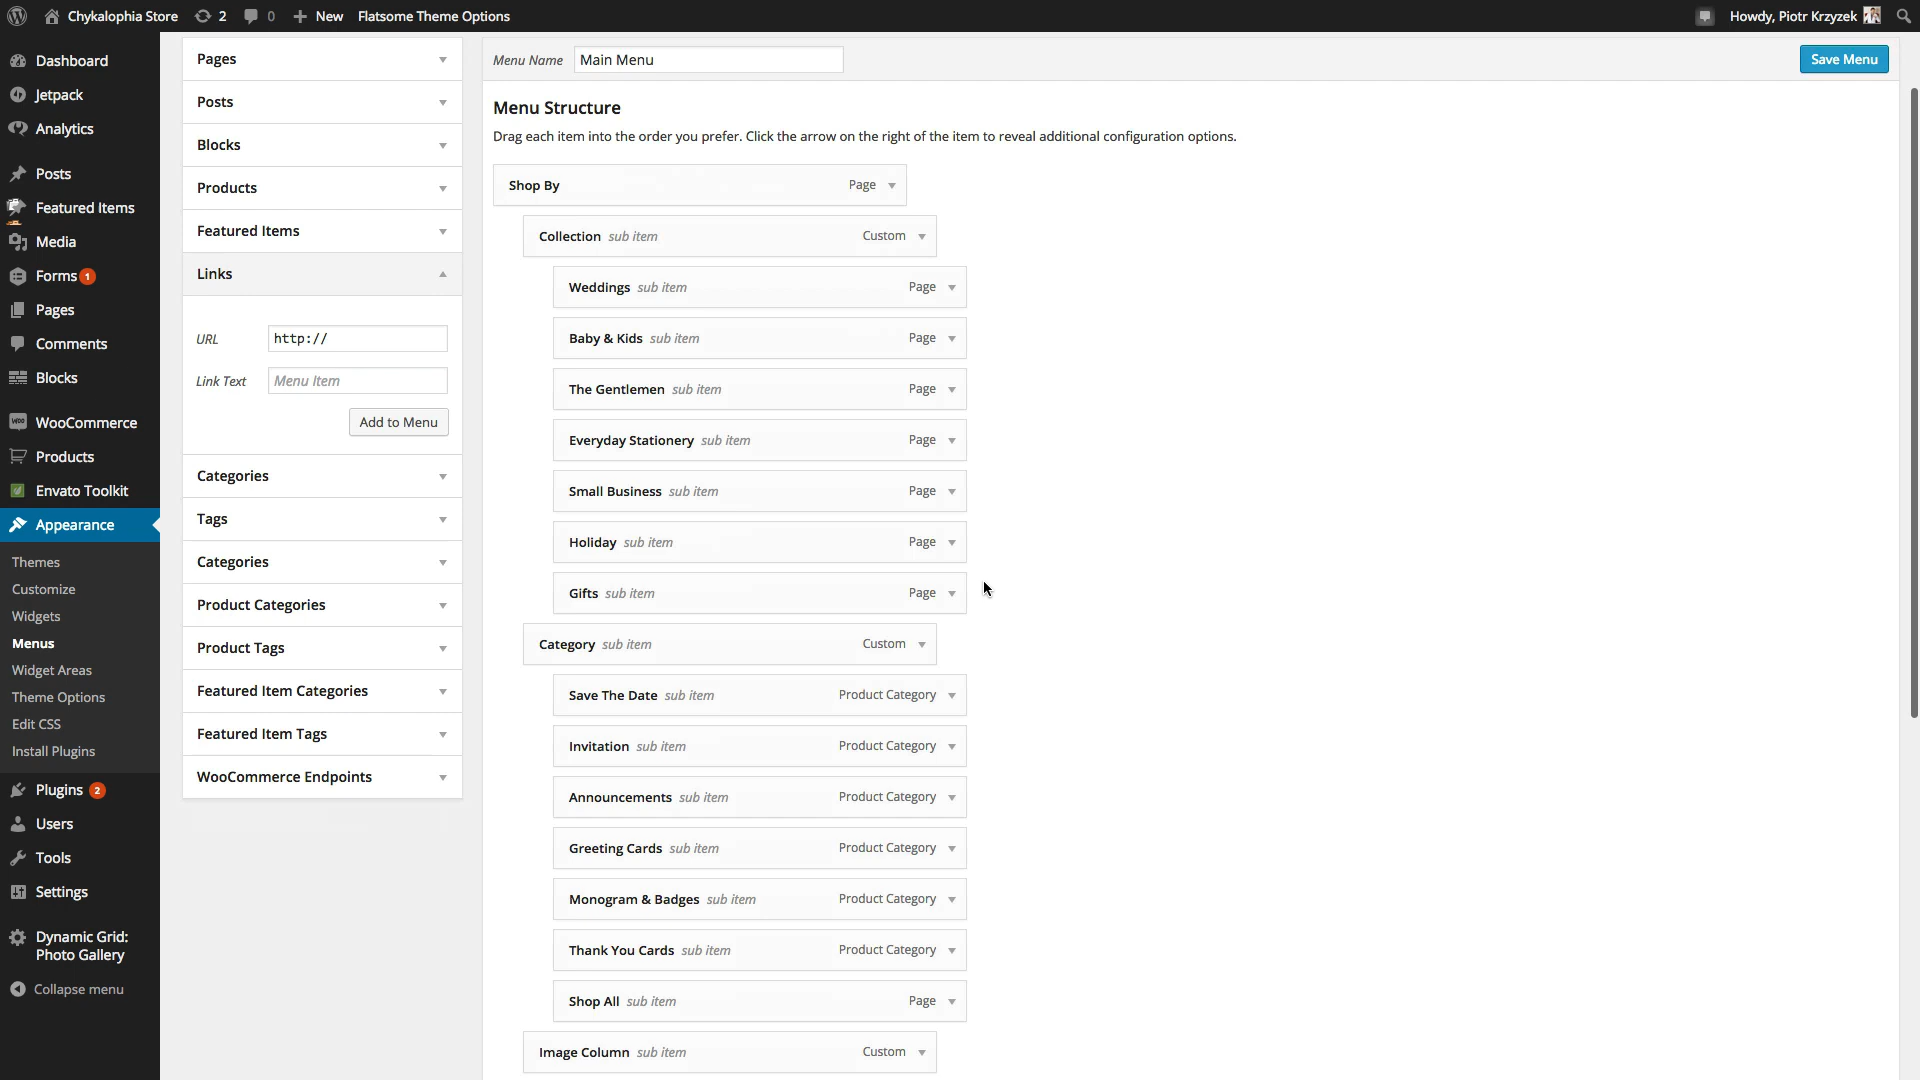 Chykalophia Store 2 0 New Flatsome Theme Options Howdy, Piotr Krzyzek
Dashboard
Jetpack
Analytics
Posts
Featured Items
Media
Forms 1
Pages
Comments
Blocks
WooCommerce
Products
Envato Toolkit
Appearance
Themes
Customize
Widgets
Menus
Widget Areas
Theme Options
Edit CSS
Install Plugins
Plugins 2
Users
Tools
Settings
Dynamic Grid:
Photo Gallery
Collapse menu
Pages
Posts
Blocks
Products
Featured Items
Links
URL http://
Link Text Menu Item
Add to Menu
Categories
Tags
Categories
Product Categories
Product Tags
Featured Item Categories
Featured Item Tags
WooCommerce Endpoints
Menu Name Main Menu Save Menu
Menu Structure
Drag each item into the order you prefer. Click the arrow on the right of the item to reveal additional configuration options.
Shop By Page
Collection sub item Custom
Weddings sub item Page
Baby & Kids sub item Page
The Gentlemen sub item Page
Everyday Stationery sub item Page
Small Business sub item Page
Holiday sub item Page
Gifts sub item Page
Category sub item Custom
Save The Date sub item Product Category
Invitation sub item Product Category
Announcements sub item Product Category
Greeting Cards sub item Product Category
Monogram & Badges sub item Product Category
Thank You Cards sub item Product Category
Shop All sub item Page
Image Column sub item Custom